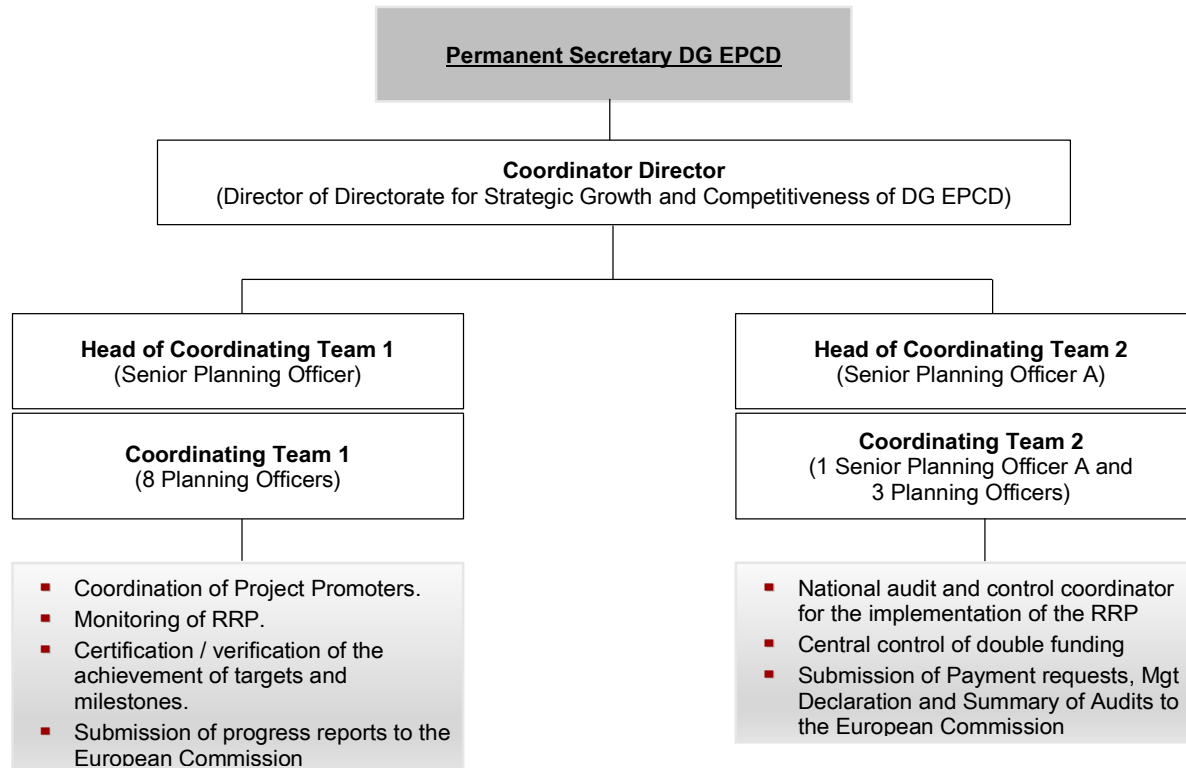 Permanent Secretary DG EPCD
Coordinator Director
(Director of Directorate for Strategic Growth and Competitiveness of DG EPCD)
Head of Coordinating Team 1
(Senior Planning Officer)
Coordinating Team 1
(8 Planning Officers)
Head of Coordinating Team 2
(Senior Planning Officer A)
Coordinating Team 2
(1 Senior Planning Officer A and
3 Planning Officers)
Coordination of Project Promoters.
Monitoring of RRP.
Certification / verification of the
achievement of targets and
milestones.
Submission of progress reports to the
European Commission
National audit and control coordinator
for the implementation of the RRP
Central control of double funding
Submission of Payment requests, Mgt
Declaration and Summary of Audits to
the European Commission